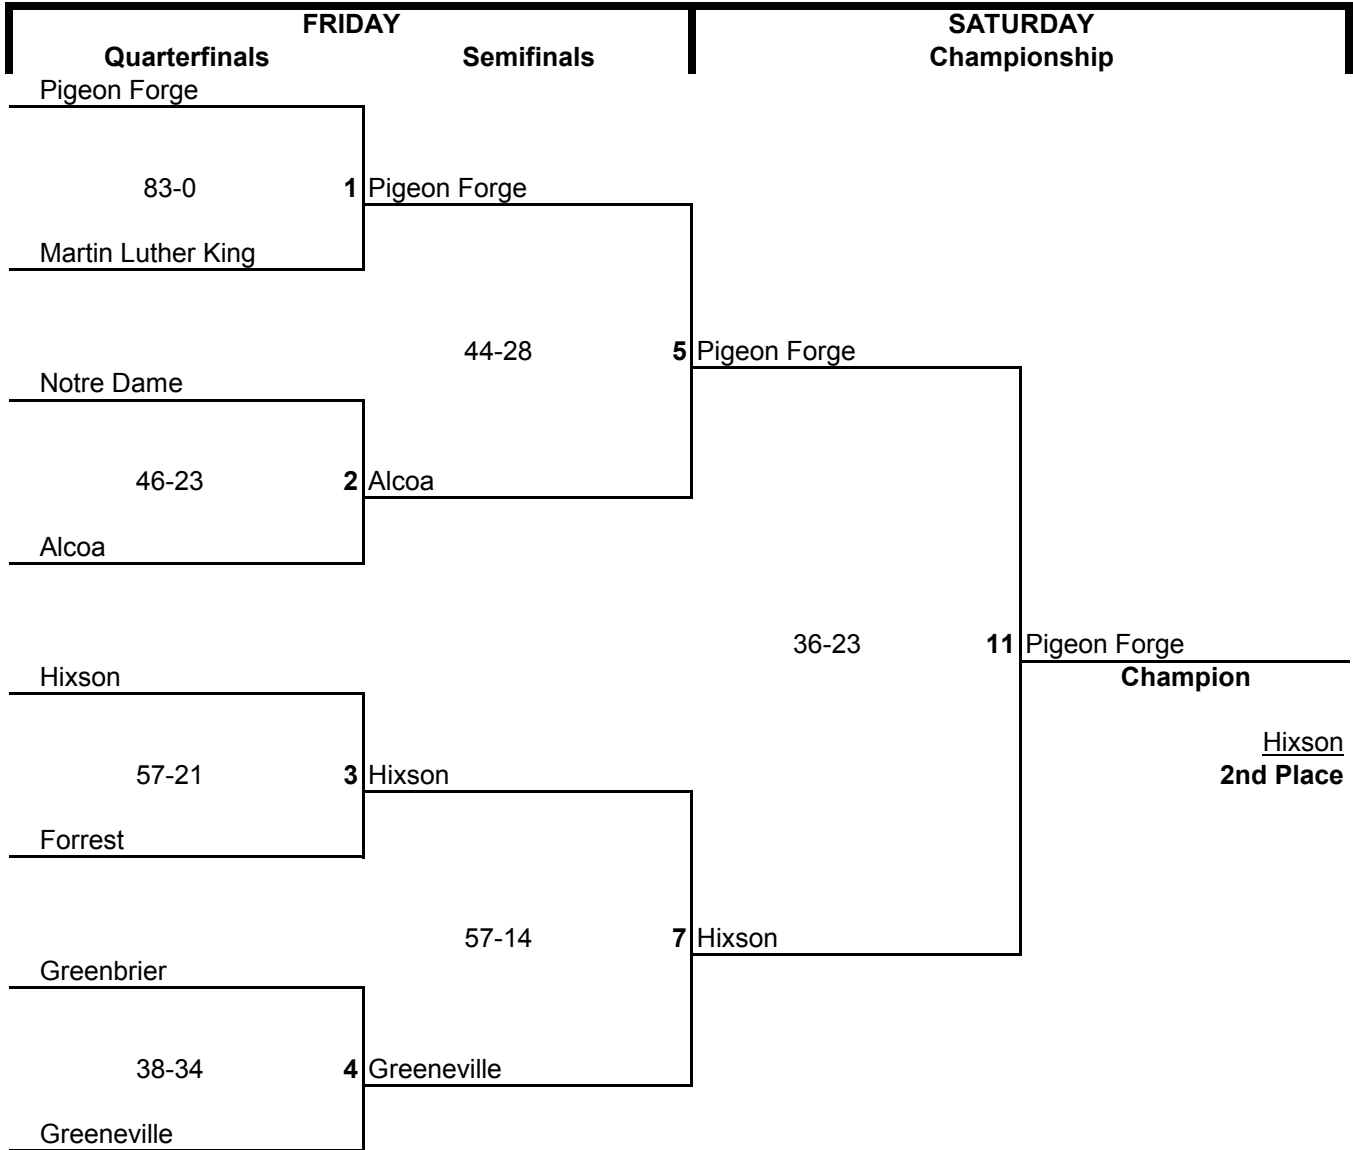 FRIDAY SATURDAY
Quarterfinals Semifinals Championship
Pigeon Forge
83-0 1 Pigeon Forge
Martin Luther King
44-28 5 Pigeon Forge
Notre Dame
46-23 2 Alcoa
Alcoa
36-23 11 Pigeon Forge
Hixson Champion
Hixson
57-21 3 Hixson 2nd Place
Forrest
57-14 7 Hixson
Greenbrier
38-34 4 Greeneville
Greeneville